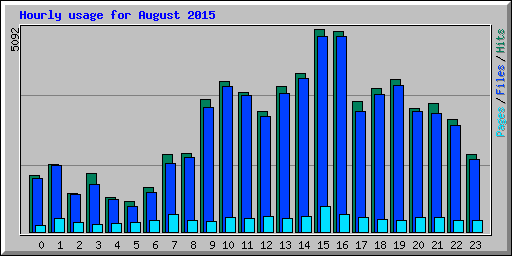 Hourly usage for August 2015
5092
Pages/Files/Hits
0 1 2 3 4 5 6 7 8 9 10 11 12 13 14 15 16 17 18 19 20 21 22 23